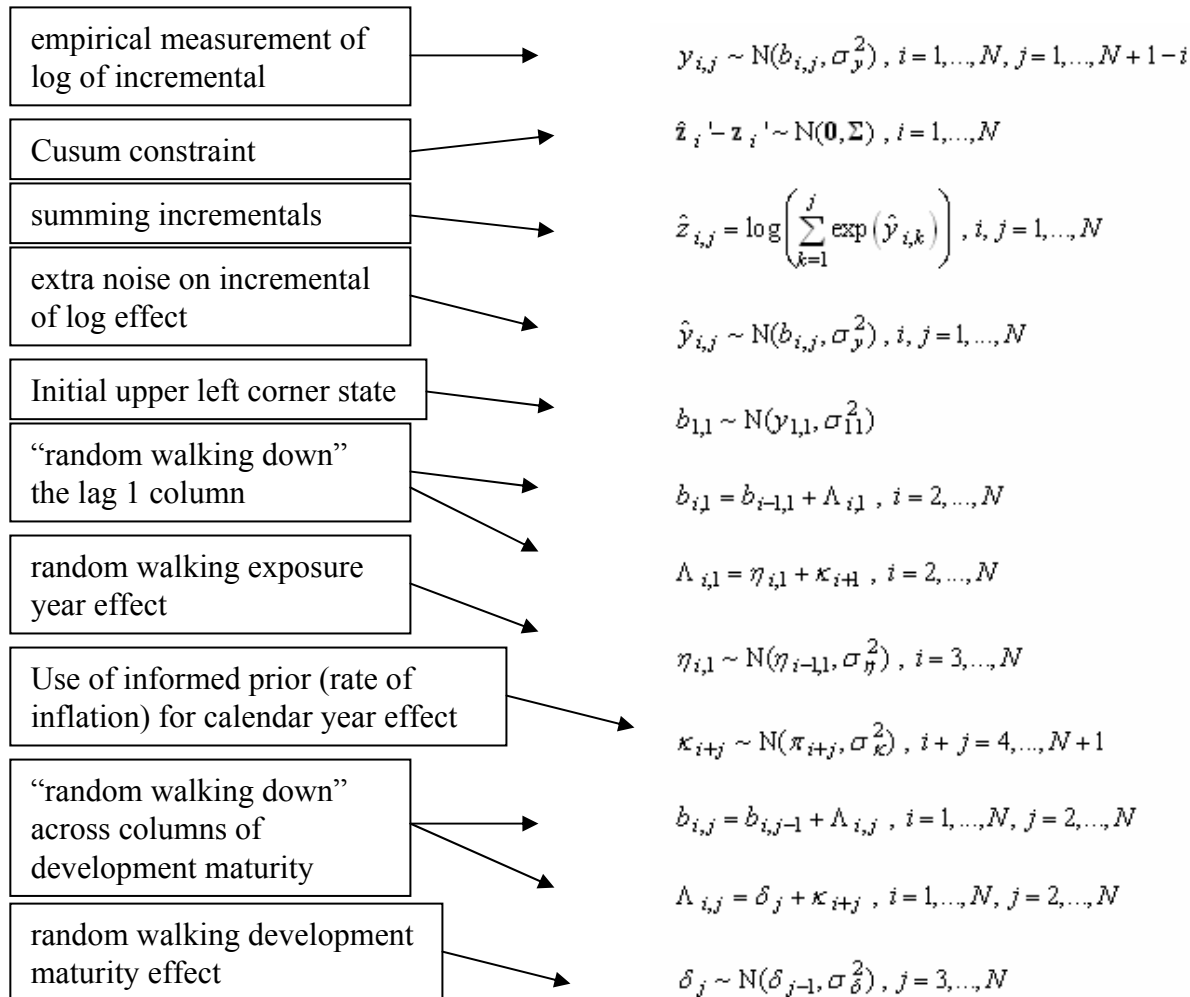 empirical measurement of
log of incremental
y_{i,j} ~ N(b_{i,j}, σ_y^2) , i = 1,...,N, j = 1,...,N + 1 − i
Cusum constraint
ẑ_i '− z_i ' ~ N(0, Σ) , i = 1,...,N
summing incrementals
ẑ_{i,j} = log(∑_{k=1}^{j} exp(ŷ_{i,k})) , i, j = 1,...,N
extra noise on incremental
of log effect
ŷ_{i,j} ~ N(b_{i,j}, σ_y^2) , i, j = 1,...,N
Initial upper left corner state
b_{1,1} ~ N(y_{1,1}, σ_{11}^2)
“random walking down”
the lag 1 column
b_{i,1} = b_{i−1,1} + Λ_{i,1} , i = 2,...,N
Λ_{i,1} = η_{i,1} + κ_{i+1} , i = 2,...,N
random walking exposure
year effect
η_{i,1} ~ N(η_{i−1,1}, σ_η^2) , i = 3,...,N
Use of informed prior (rate of
inflation) for calendar year effect
κ_{i+j} ~ N(π_{i+j}, σ_κ^2) , i + j = 4,...,N + 1
“random walking down”
across columns of
development maturity
b_{i,j} = b_{i,j−1} + Λ_{i,j} , i = 1,...,N, j = 2,...,N
Λ_{i,j} = δ_j + κ_{i+j} , i = 1,...,N, j = 2,...,N
random walking development
maturity effect
δ_j ~ N(δ_{j−1}, σ_δ^2) , j = 3,...,N